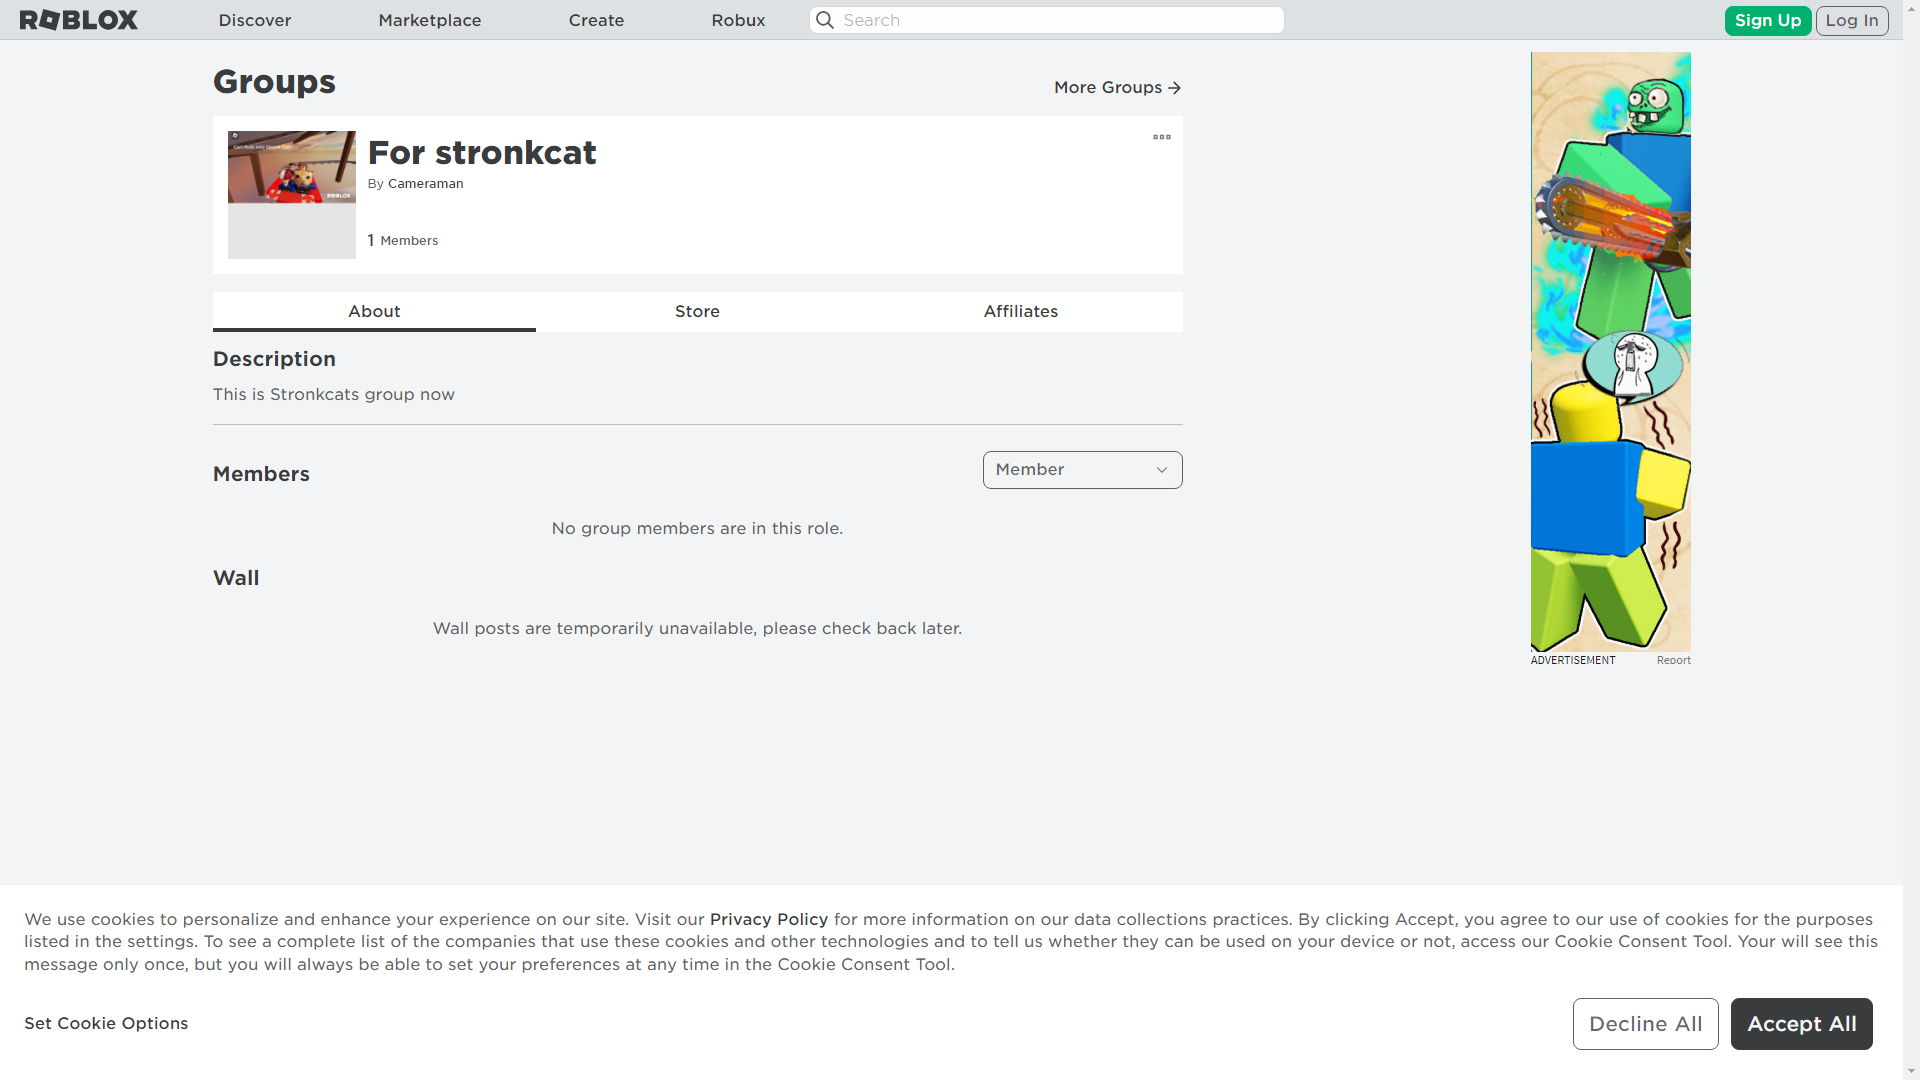 ROBLOX
Discover
Marketplace
Create
Robux
Search
Sign Up
Log In
Groups
More Groups
For stronkcat
By Cameraman
1 Members
ROBLOX
About
Store
Affiliates
Description
This is Stronkcats group now
Members
Member
No group members are in this role.
Wall
Wall posts are temporarily unavailable, please check back later.
ADVERTISEMENT
Report
We use cookies to personalize and enhance your experience on our site. Visit our Privacy Policy for more information on our data collections practices. By clicking Accept, you agree to our use of cookies for the purposes
listed in the settings. To see a complete list of the companies that use these cookies and other technologies and to tell us whether they can be used on your device or not, access our Cookie Consent Tool. Your will see this
message only once, but you will always be able to set your preferences at any time in the Cookie Consent Tool.
Set Cookie Options
Decline All
Accept All